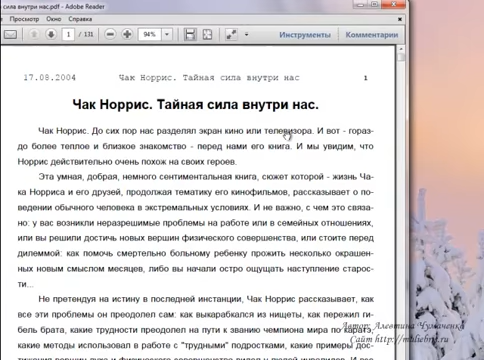 сила внутри нас.pdf - Adobe Reader
Просмотр Окно Справка
1 / 131 94% Инструменты Комментарии
17.08.2004 Чак Норрис. Тайная сила внутри нас 1
Чак Норрис. Тайная сила внутри нас.
Чак Норрис. До сих пор нас разделял экран кино или телевизора. И вот - гораз-
до более теплое и близкое знакомство - перед нами его книга. И мы увидим, что
Норрис действительно очень похож на своих героев.
Эта умная, добрая, немного сентиментальная книга, сюжет которой - жизнь Ча-
ка Норриса и его друзей, продолжая тематику его кинофильмов, рассказывает о по-
ведении обычного человека в экстремальных условиях. И не важно, с чем это связа-
но: у вас возникли неразрешимые проблемы на работе или в семейных отношениях,
или вы решили достичь новых вершин физического совершенства, или стоите перед
дилеммой: как помочь смертельно больному ребенку прожить несколько окрашен-
ных новым смыслом месяцев, либо вы начали остро ощущать наступление старос-
ти...
Не претендуя на истину в последней инстанции, Чак Норрис рассказывает, как
все эти проблемы он преодолел сам: как выкарабкался из нищеты, как пережил ги-
бель брата, какие трудности преодолел на пути к званию чемпиона мира по каратэ,
какие методы использовал в работе с "трудными" подростками, какие примеры дос-
Автор: Алевтина Чумаченко
Сайт http://mlliebri